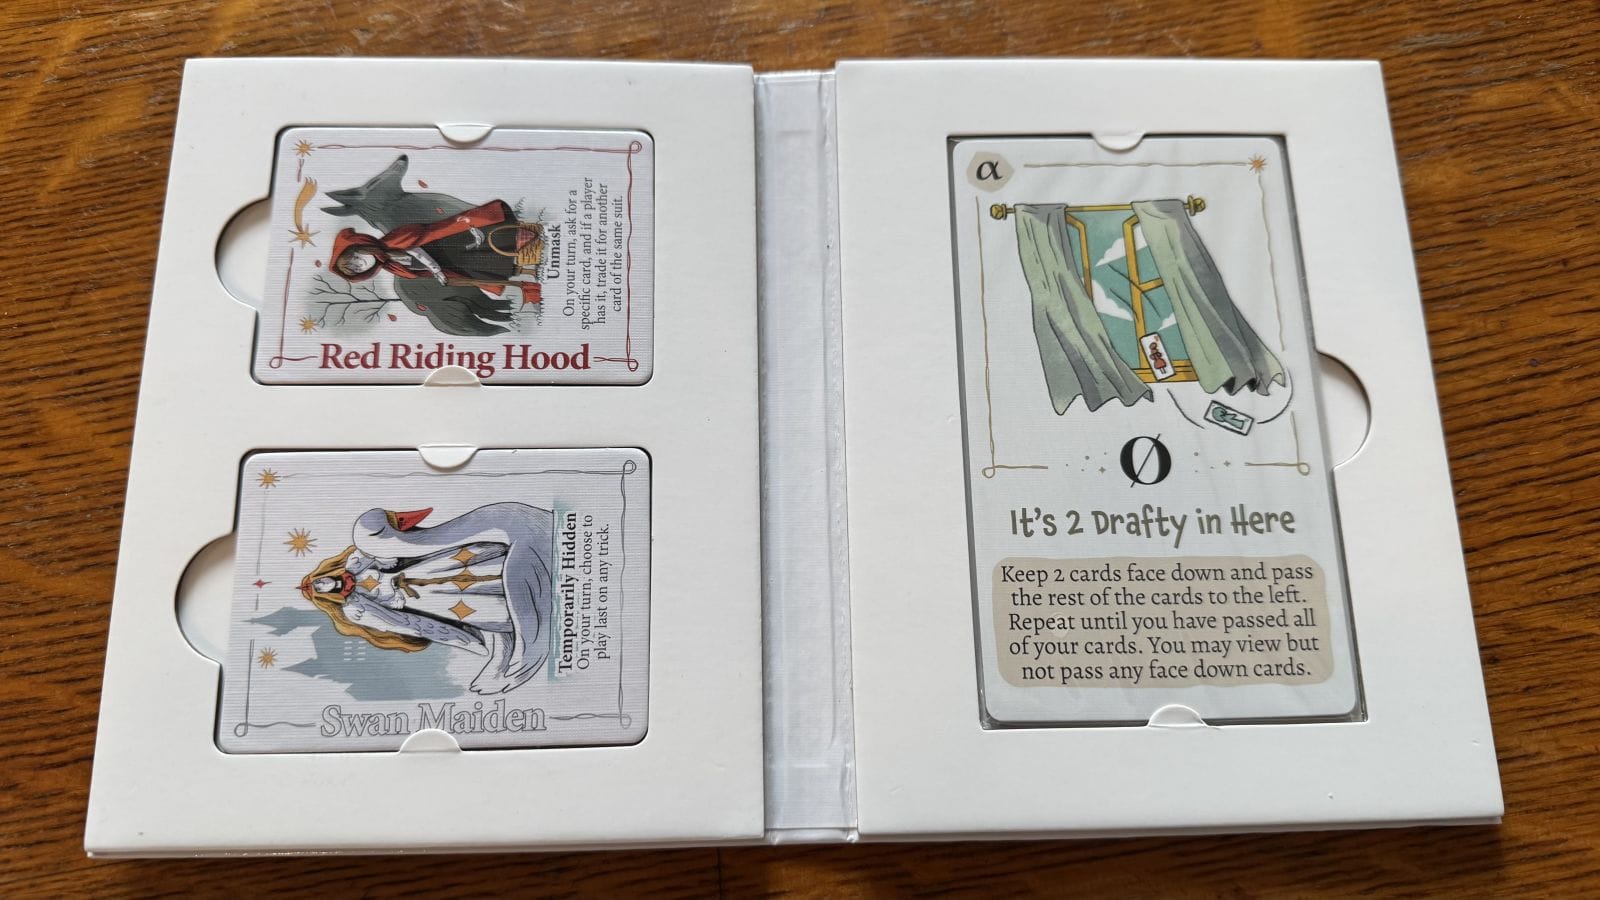 Red Riding Hood
Unmask
On your turn, ask for a
specific card, and if a player
has it, trade it for another
card of the same suit.
Swan Maiden
Temporarily Hidden
On your turn, choose to
play last on any trick.
α
Ø
It's 2 Drafty in Here
Keep 2 cards face down and pass
the rest of the cards to the left.
Repeat until you have passed all
of your cards. You may view but
not pass any face down cards.